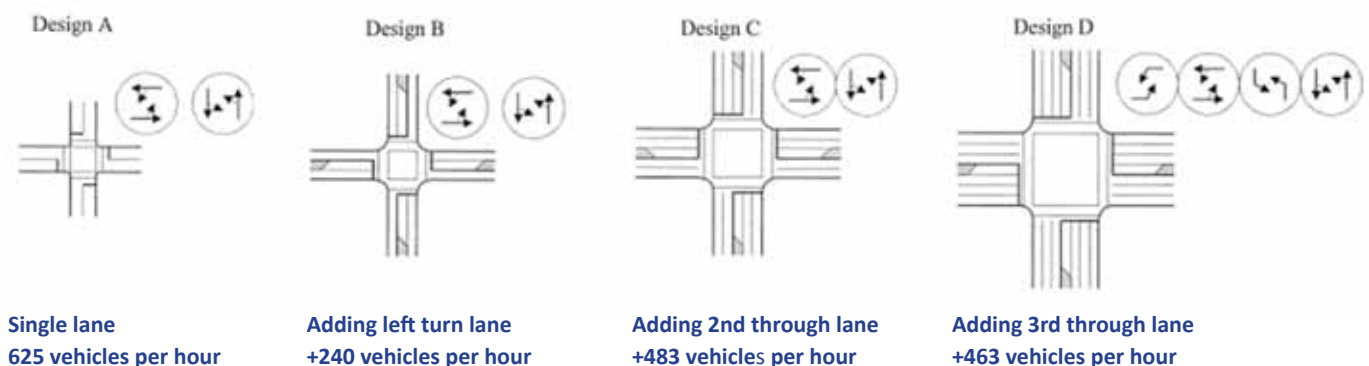 Design A
Design B
Design C
Design D
Single lane
625 vehicles per hour
Adding left turn lane
+240 vehicles per hour
Adding 2nd through lane
+483 vehicles per hour
Adding 3rd through lane
+463 vehicles per hour